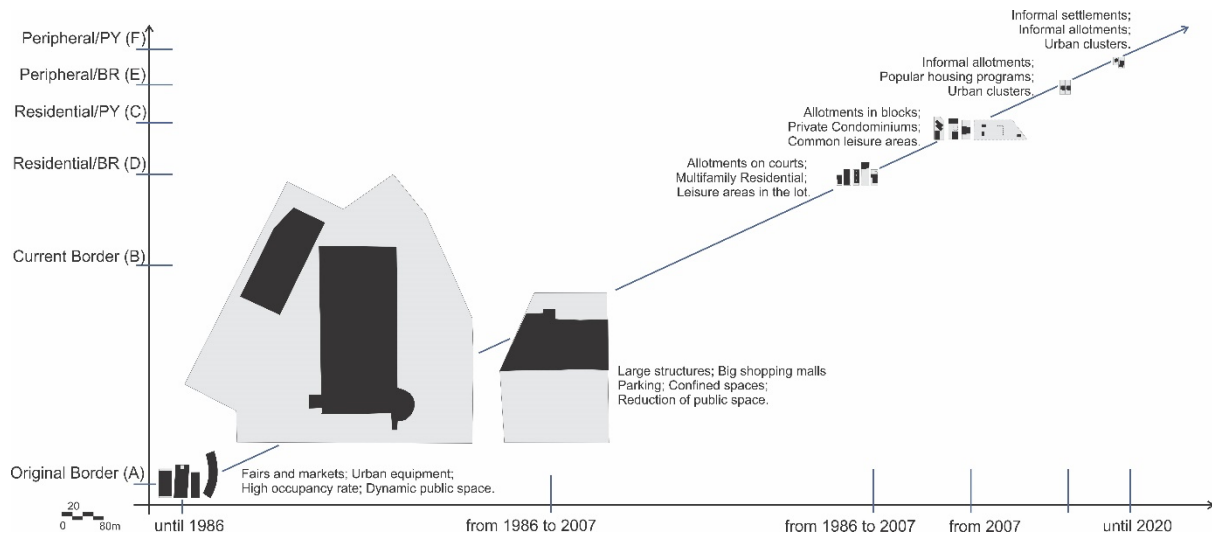 Peripheral/PY (F)
Peripheral/BR (E)
Residential/PY (C)
Residential/BR (D)
Current Border (B)
Original Border (A)
Informal settlements;
Informal allotments;
Urban clusters.
Informal allotments;
Popular housing programs;
Urban clusters.
Allotments in blocks;
Private Condominiums;
Common leisure areas.
Allotments on courts;
Multifamily Residential;
Leisure areas in the lot.
Large structures; Big shopping malls
Parking; Confined spaces;
Reduction of public space.
Fairs and markets; Urban equipment;
High occupancy rate; Dynamic public space.
20
0 80m
until 1986
from 1986 to 2007
from 1986 to 2007
from 2007
until 2020